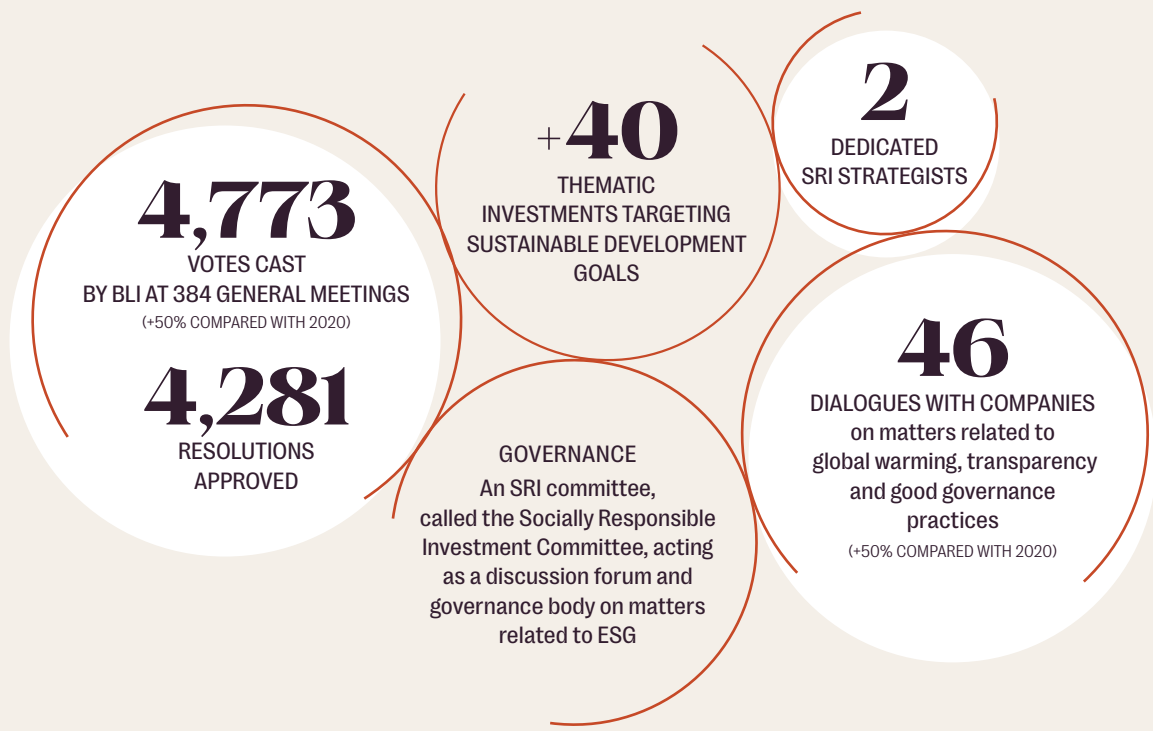 4,773
VOTES CAST
BY BLI AT 384 GENERAL MEETINGS
(+50% COMPARED WITH 2020)
4,281
RESOLUTIONS
APPROVED
+40
THEMATIC
INVESTMENTS TARGETING
SUSTAINABLE DEVELOPMENT
GOALS
2
DEDICATED
SRI STRATEGISTS
GOVERNANCE
An SRI committee,
called the Socially Responsible
Investment Committee, acting
as a discussion forum and
governance body on matters
related to ESG
46
DIALOGUES WITH COMPANIES
on matters related to
global warming, transparency
and good governance
practices
(+50% COMPARED WITH 2020)